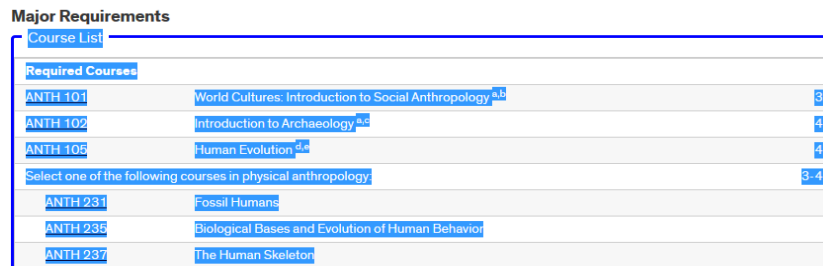 Major Requirements
Course List
Required Courses
ANTH 101 World Cultures: Introduction to Social Anthropology a,b 3
ANTH 102 Introduction to Archaeology a,c 4
ANTH 105 Human Evolution d,e 4
Select one of the following courses in physical anthropology: 3-4
ANTH 231 Fossil Humans
ANTH 235 Biological Bases and Evolution of Human Behavior
ANTH 237 The Human Skeleton